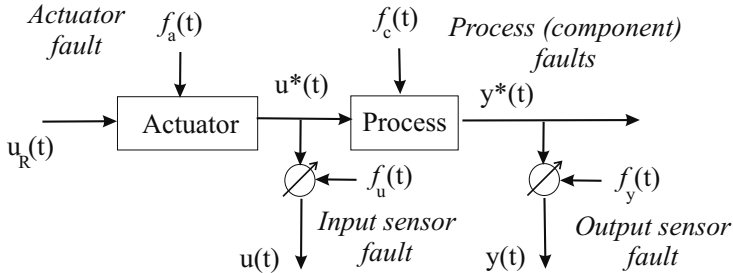 Actuator fault
f_a(t)
f_c(t)
Process (component) faults
u*(t)
y*(t)
Actuator
Process
u_R(t)
f_u(t)
f_y(t)
Input sensor fault
Output sensor fault
u(t)
y(t)